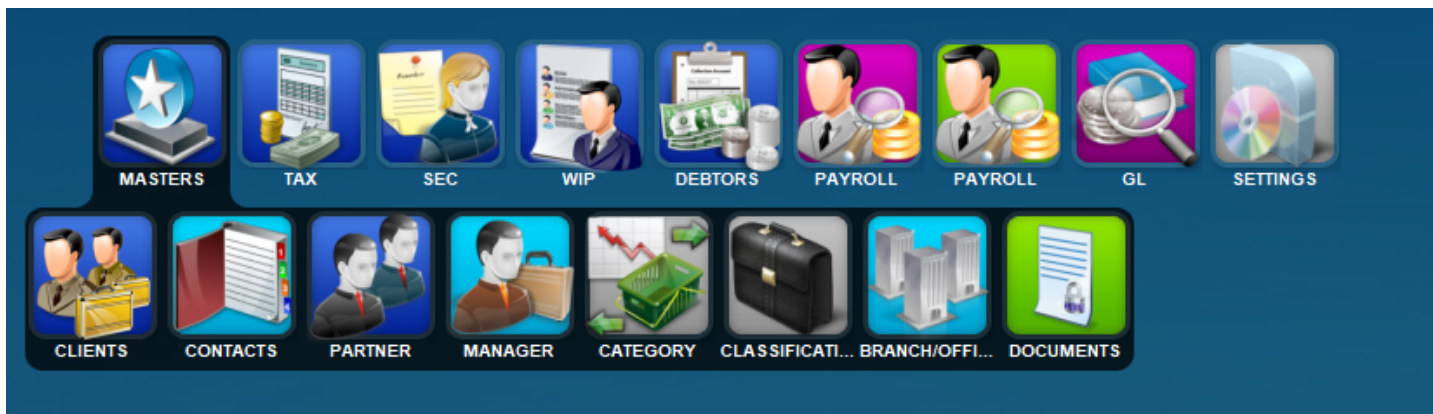 MASTERS TAX SEC WIP DEBTORS PAYROLL PAYROLL GL SETTINGS
CLIENTS CONTACTS PARTNER MANAGER CATEGORY CLASSIFICATI... BRANCH/OFFI... DOCUMENTS